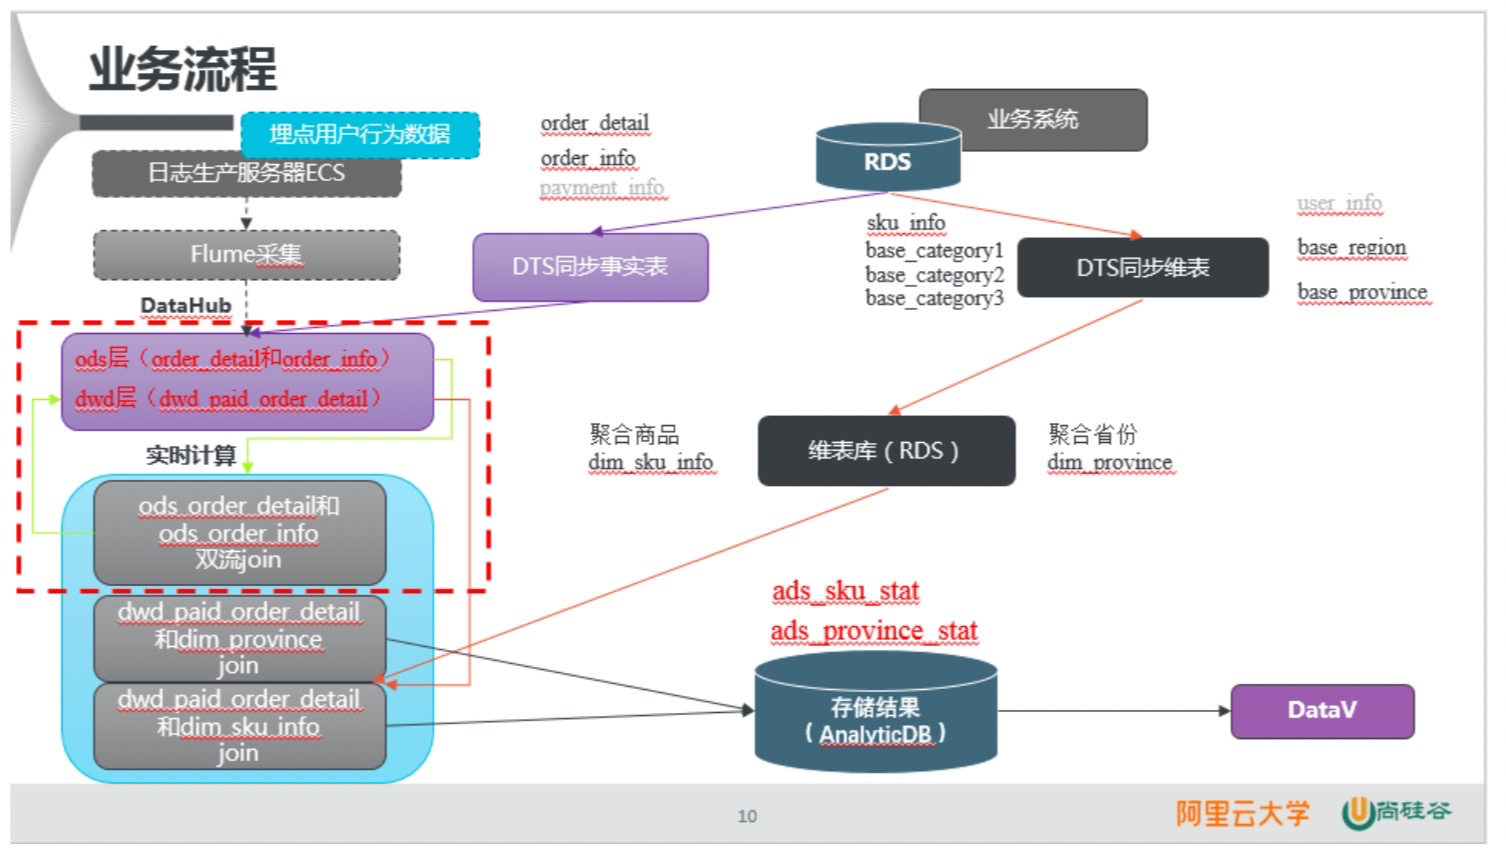 业务流程
埋点用户行为数据
日志生产服务器ECS
Flume采集
DataHub
order_detail
order_info
payment_info
业务系统
RDS
DTS同步事实表
sku_info
base_category1
base_category2
base_category3
DTS同步维表
user_info
base_region
base_province
ods层（order_detail和order_info）
dwd层（dwd_paid_order_detail）
实时计算
ods_order_detail和
ods_order_info
双流join
dwd_paid_order_detail
和dim_province
join
dwd_paid_order_detail
和dim_sku_info
join
聚合商品
dim_sku_info
维表库（RDS）
聚合省份
dim_province
ads_sku_stat
ads_province_stat
存储结果
（AnalyticDB）
DataV
10
阿里云大学
U尚硅谷